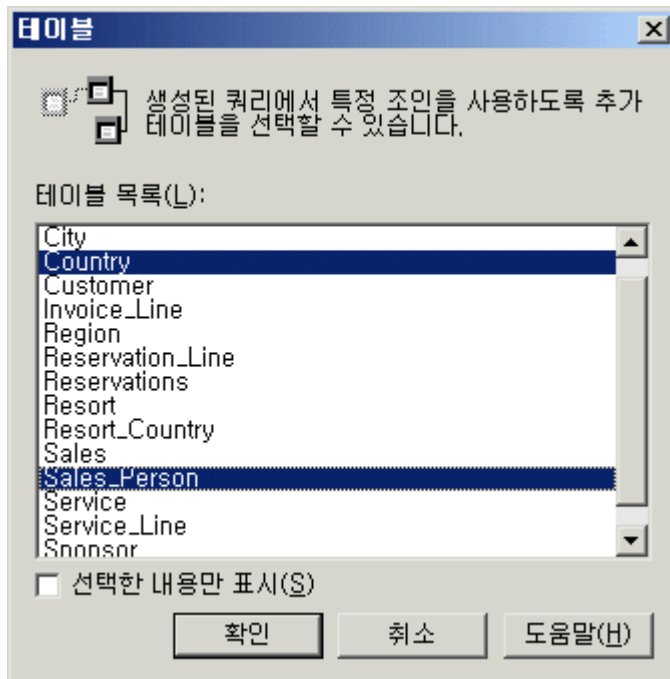 테이블
생성된 쿼리에서 특정 조인을 사용하도록 추가
테이블을 선택할 수 있습니다.
테이블 목록(L):
City
Country
Customer
Invoice_Line
Region
Reservation_Line
Reservations
Resort
Resort_Country
Sales
Sales_Person
Service
Service_Line
Sponsor
선택한 내용만 표시(S)
확인
취소
도움말(H)